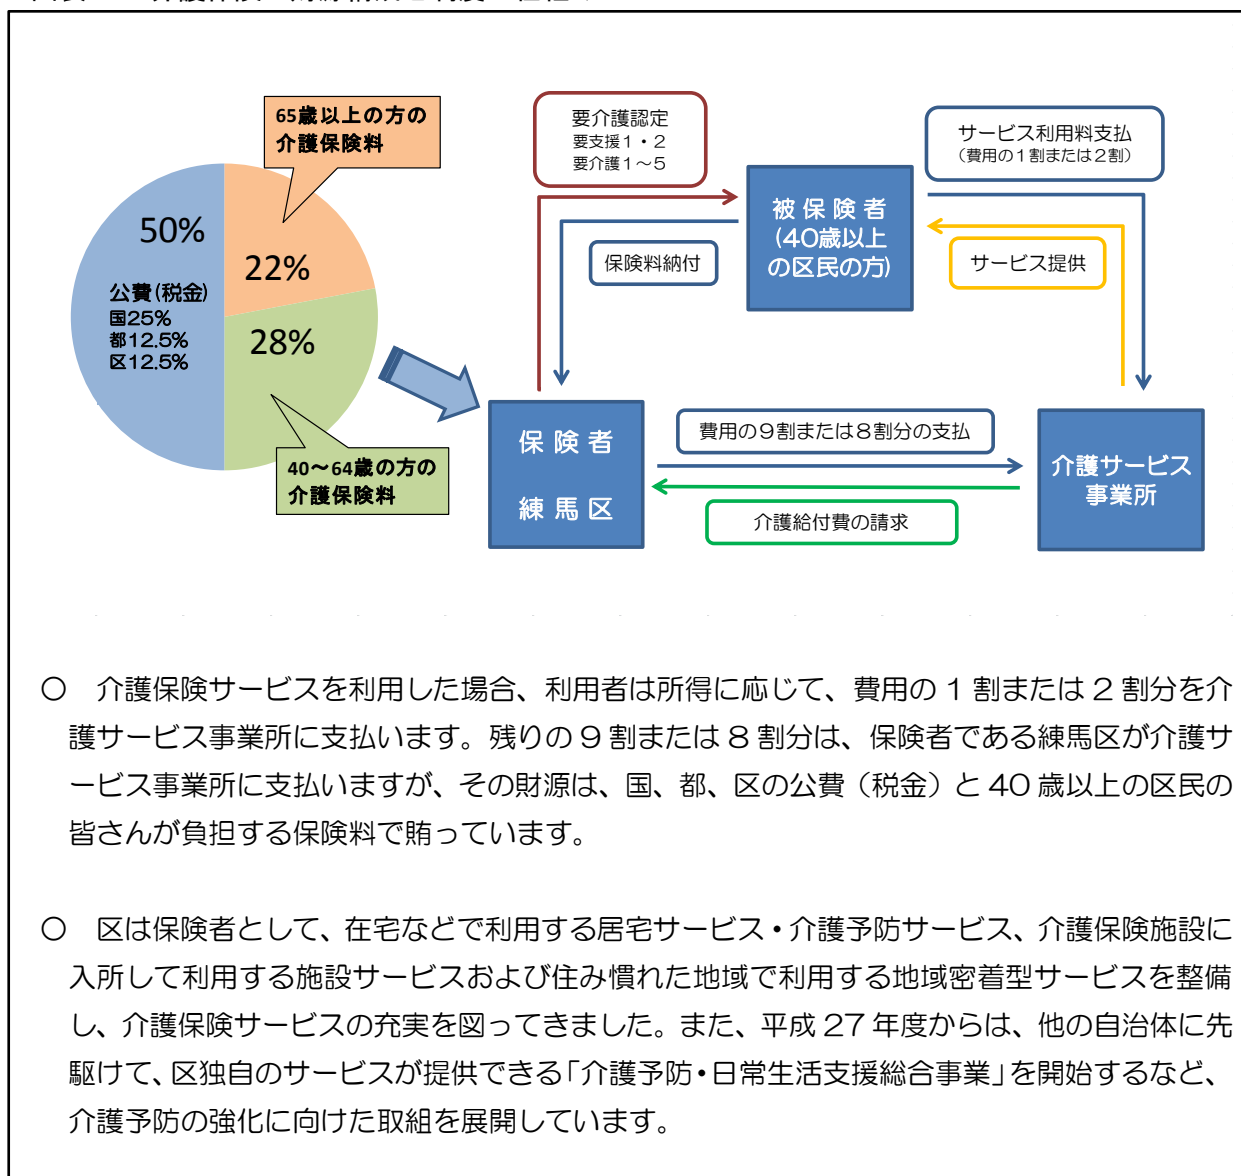 65歳以上の方の
介護保険料
50%
公費(税金)
国25%
都12.5%
区12.5%
22%
28%
40～64歳の方の
介護保険料
要介護認定
要支援１・２
要介護１～５
サービス利用料支払
（費用の１割または２割）
被保険者
(40歳以上
の区民の方)
保険料納付
サービス提供
保険者
練馬区
費用の９割または８割分の支払
介護給付費の請求
介護サービス
事業所
○　介護保険サービスを利用した場合、利用者は所得に応じて、費用の 1 割または 2 割分を介
護サービス事業所に支払います。残りの 9 割または 8 割分は、保険者である練馬区が介護サ
ービス事業所に支払いますが、その財源は、国、都、区の公費（税金）と 40 歳以上の区民の
皆さんが負担する保険料で賄っています。
○　区は保険者として、在宅などで利用する居宅サービス・介護予防サービス、介護保険施設に
入所して利用する施設サービスおよび住み慣れた地域で利用する地域密着型サービスを整備
し、介護保険サービスの充実を図ってきました。また、平成 27 年度からは、他の自治体に先
駆けて、区独自のサービスが提供できる「介護予防・日常生活支援総合事業」を開始するなど、
介護予防の強化に向けた取組を展開しています。